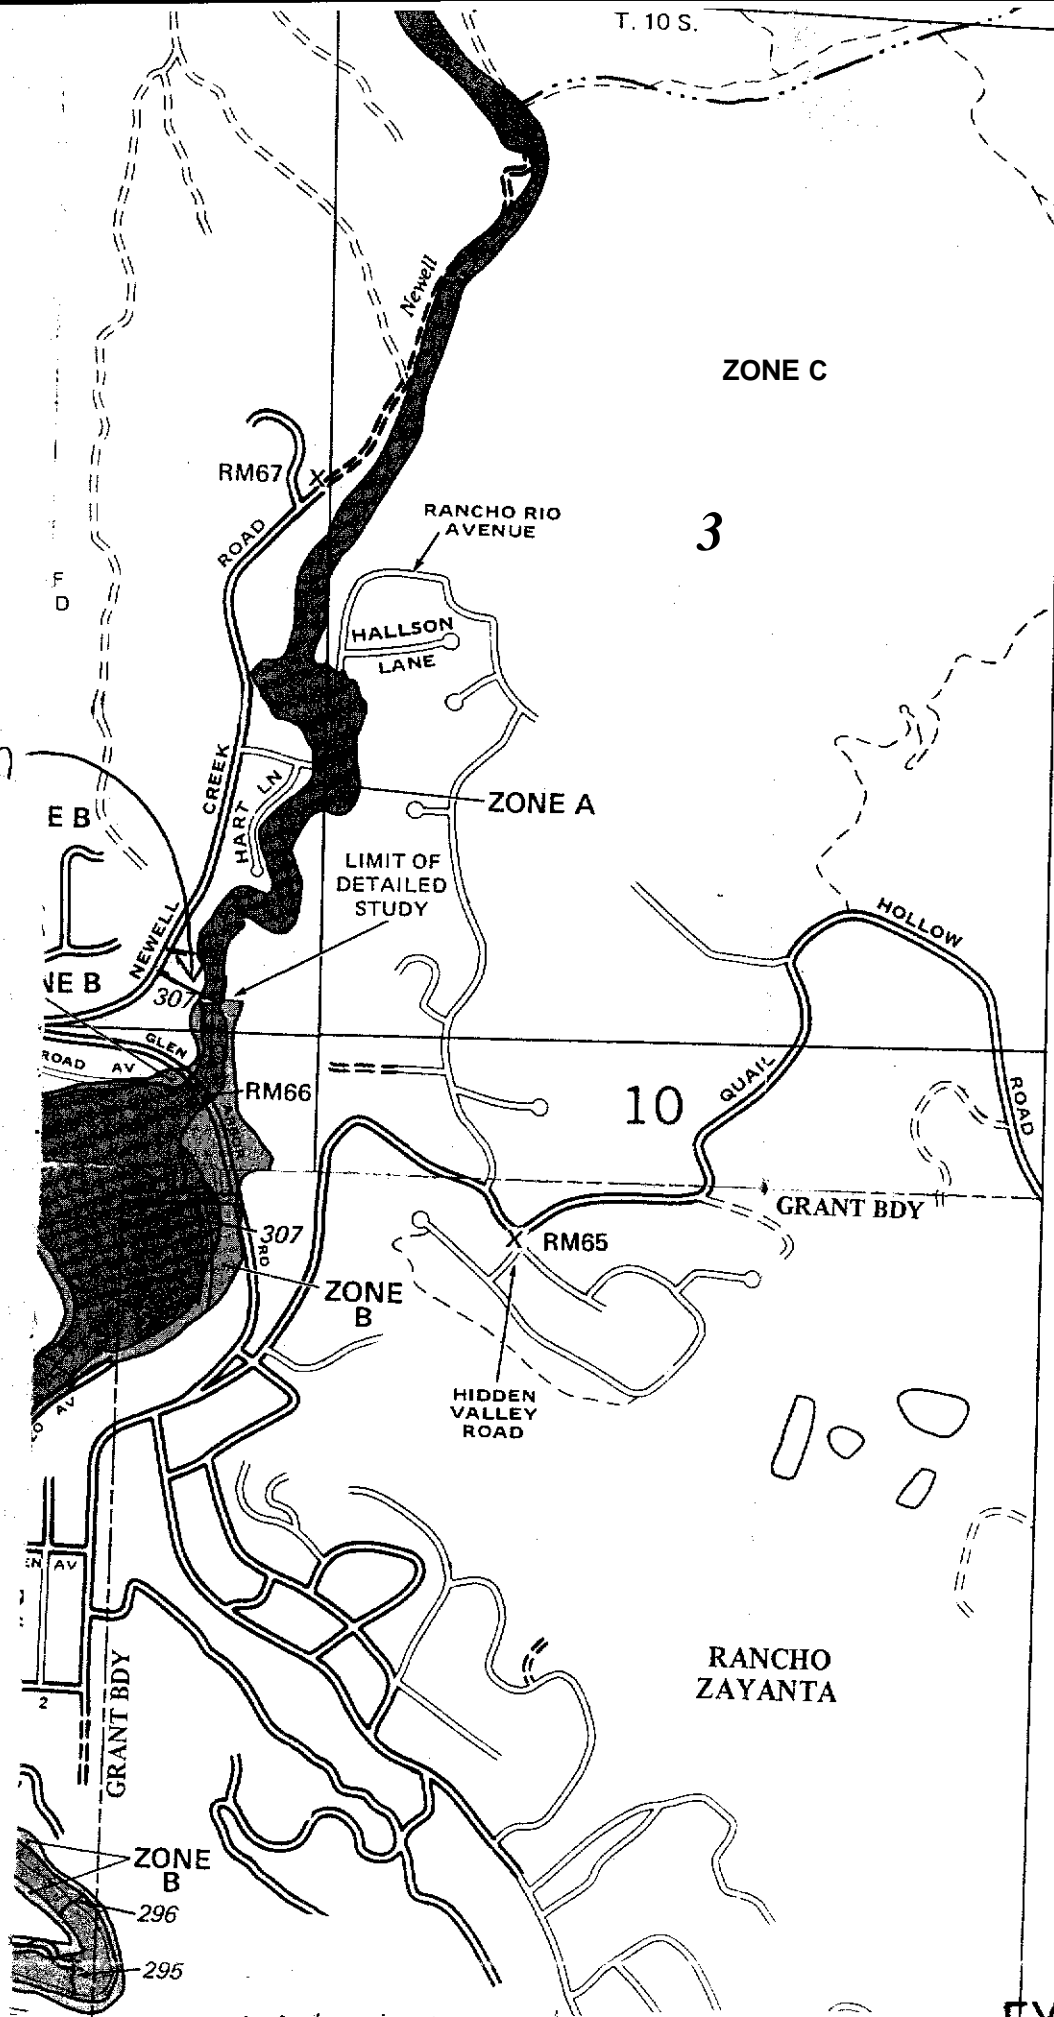 T. 10 S.
Newell
ZONE C
RM67
RANCHO RIO
AVENUE
3
ROAD
F
D
HALLSON
LANE
CREEK
HART LN
ZONE A
E B
LIMIT OF
DETAILED
STUDY
NEWELL
HOLLOW
NE B
307
GLEN
ROAD AV
RM66
10
QUAIL
ROAD
GRANT BDY
307
RD
RM65
ZONE
B
HIDDEN
VALLEY
ROAD
AV
EN AV
RANCHO
ZAYANTA
2
GRANT BDY
ZONE
B
296
295